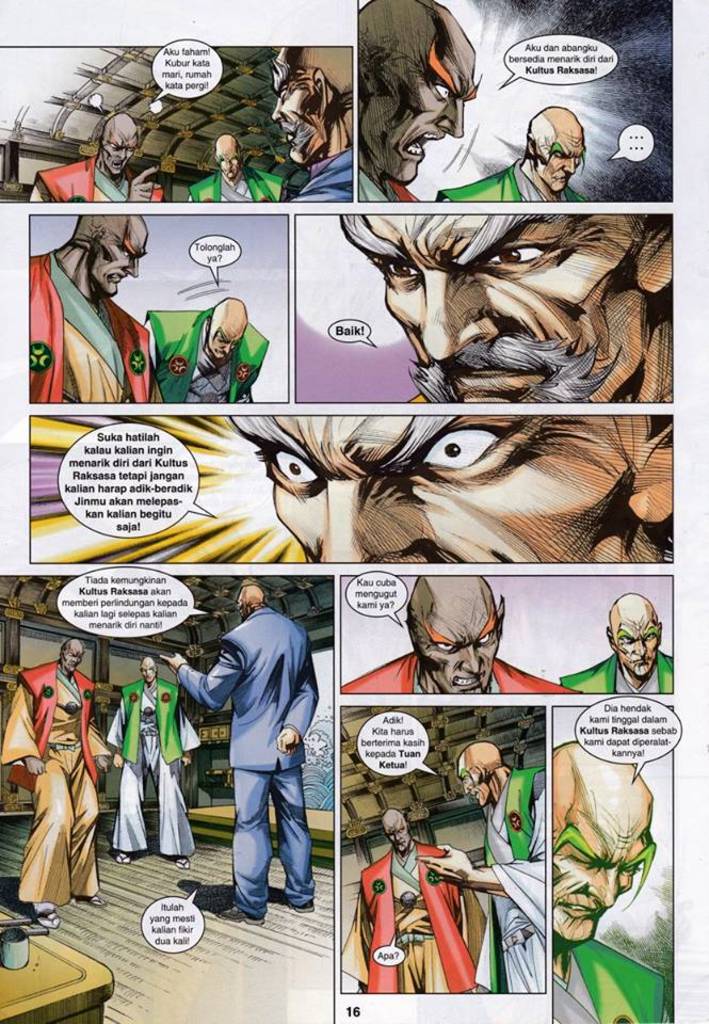 Aku faham!
Kubur kata
mari, rumah
kata pergi!
Aku dan abangku
bersedia menarik diri dari
Kultus Raksasa!
...
...
Tolonglah
ya?
Baik!
Suka hatilah
kalau kalian ingin
menarik diri dari Kultus
Raksasa tetapi jangan
kalian harap adik-beradik
Jinmu akan melepas-
kan kalian begitu
saja!
Tiada kemungkinan
Kultus Raksasa akan
memberi perlindungan kepada
kalian lagi selepas kalian
menarik diri nanti!
Itulah
yang mesti
kalian fikir
dua kali!
Kau cuba
mengugut
kami ya?
Adik!
Kita harus
berterima kasih
kepada Tuan
Ketua!
Apa?
Dia hendak
kami tinggal dalam
Kultus Raksasa sebab
kami dapat diperalat-
kannya!
16